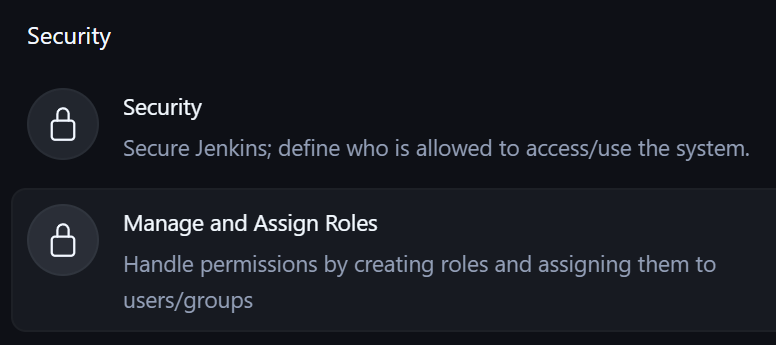 Security
Security
Secure Jenkins; define who is allowed to access/use the system.
Manage and Assign Roles
Handle permissions by creating roles and assigning them to
users/groups